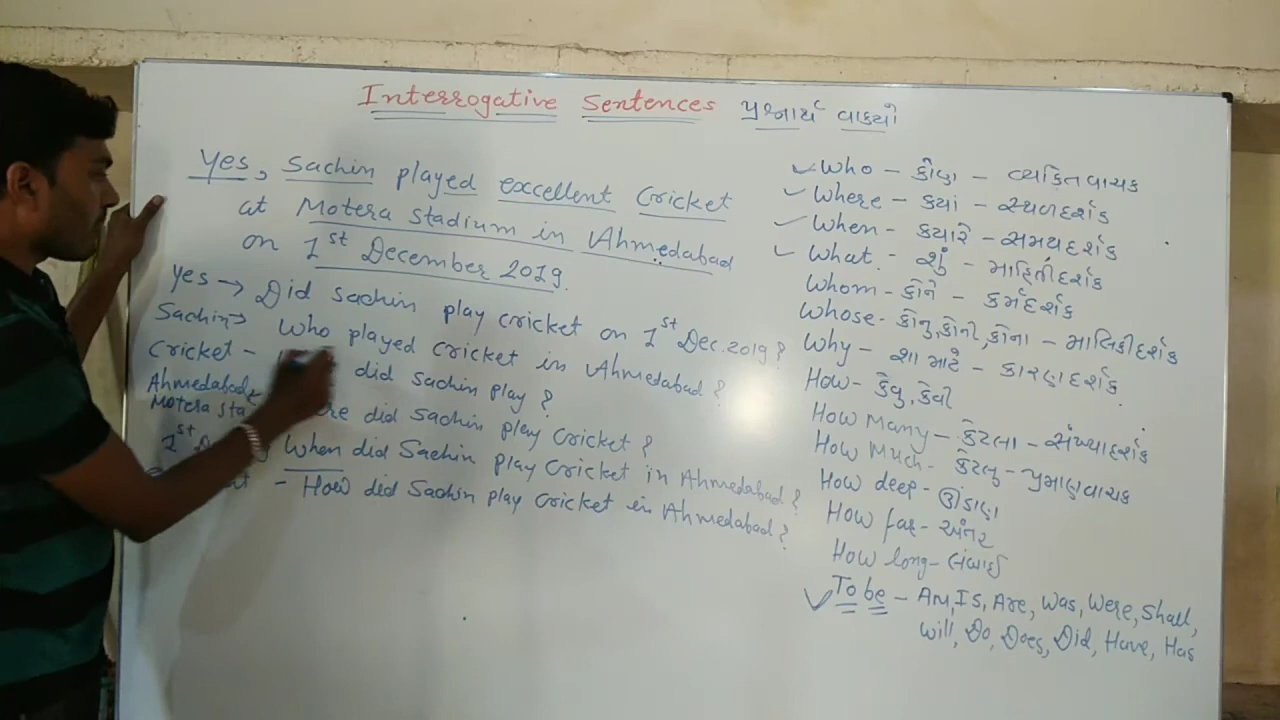 Interrogative Sentences પ્રશ્નાર્થ વાક્યો
Yes, Sachin played excellent Cricket
at Motera Stadium in Ahmedabad
on 1st December 2019.
Yes → Did Sachin play cricket on 1st Dec. 2019?
Sachin → Who played cricket in Ahmedabad?
Cricket - did Sachin play?
Ahmedabad,
Motera did Sachin play Cricket?
1st When did Sachin play Cricket in Ahmedabad?
- How did Sachin play Cricket in Ahmedabad?
✓ Who - કોણ - વ્યક્તિવાચક
✓ Where - કયાં - સ્થળદર્શક
✓ When - કયારે - સમયદર્શક
✓ What - શું - માહિતીદર્શક
Whom - કોને - કર્મદર્શક
Whose - કોનુ, કોની, કોના - માલિકીદર્શક
Why - શા માટે - કારણદર્શક
How - કેવુ, કેવી
How Many - કેટલા - સંખ્યાદર્શક
How Much - કેટલુ - પ્રમાણવાચક
How deep - ઊંડાણ
How far - અંતર
How long - લંબાઈ
✓ To be - Am, Is, Are, Was, Were, Shall,
Will, Do, Does, Did, Have, Has